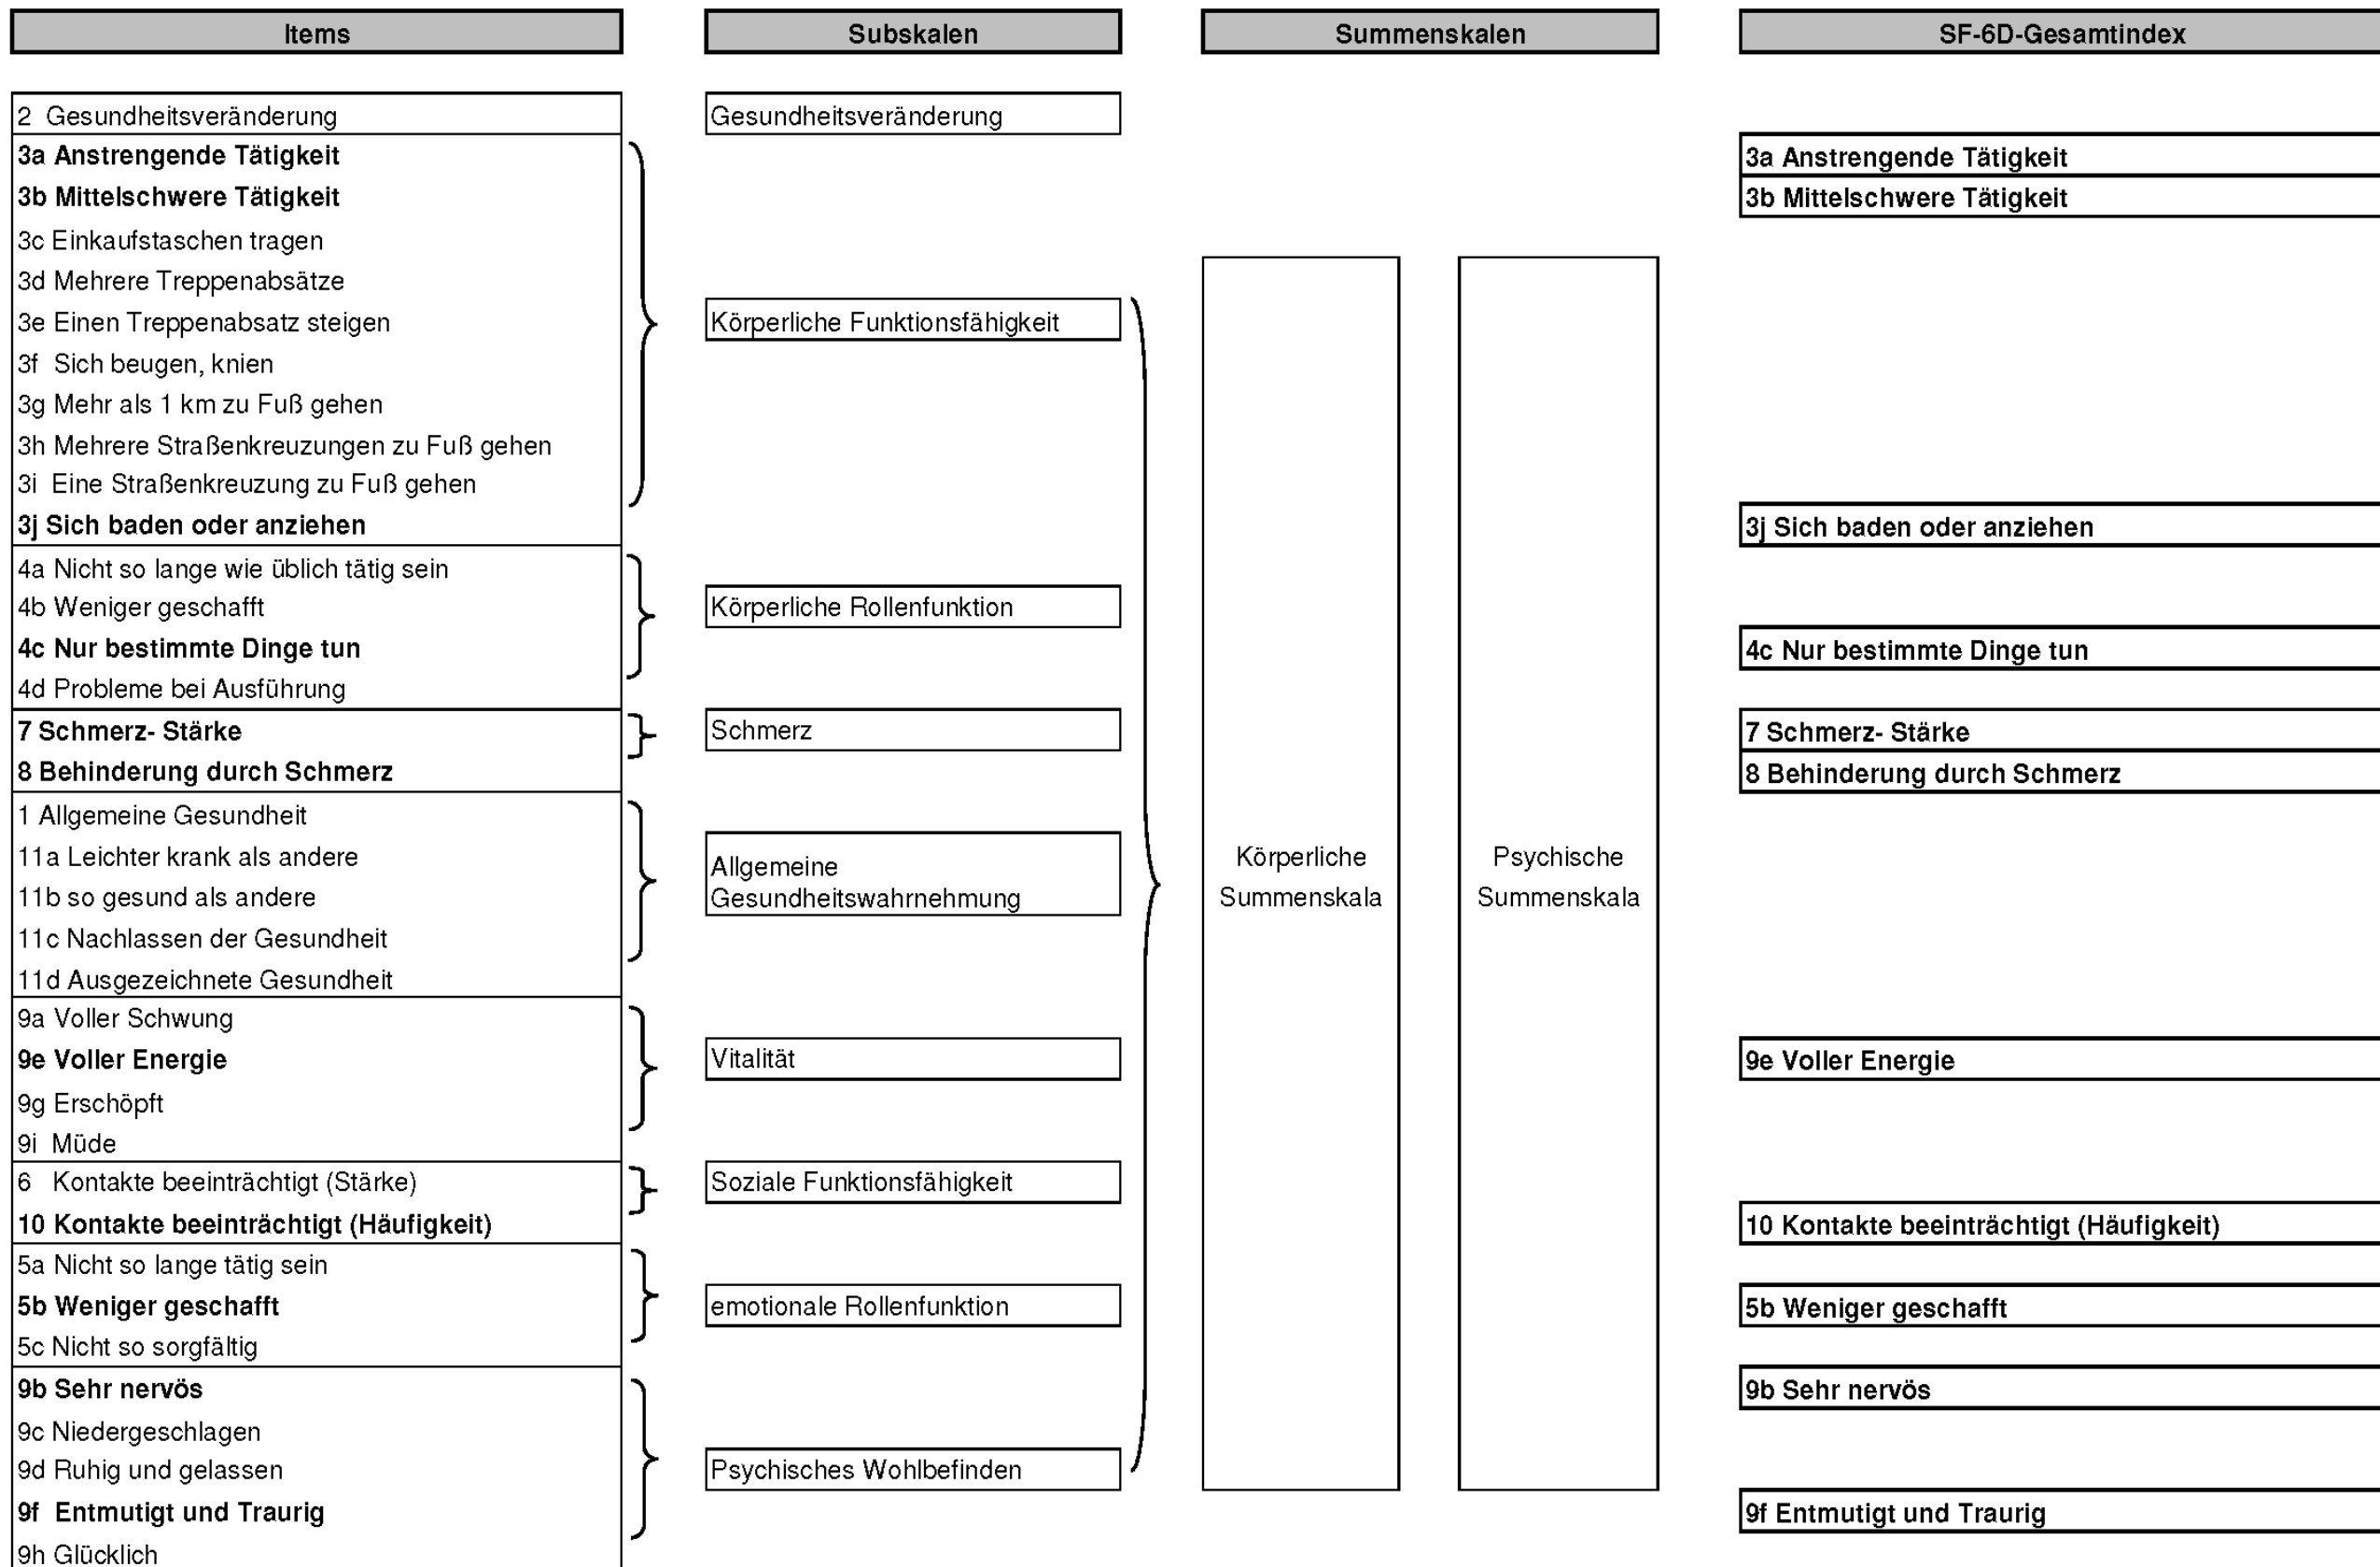 Items
Subskalen
Summenskalen
SF-6D-Gesamtindex
2 Gesundheitsveränderung
3a Anstrengende Tätigkeit
3b Mittelschwere Tätigkeit
3c Einkaufstaschen tragen
3d Mehrere Treppenabsätze
3e Einen Treppenabsatz steigen
3f Sich beugen, knien
3g Mehr als 1 km zu Fuß gehen
3h Mehrere Straßenkreuzungen zu Fuß gehen
3i Eine Straßenkreuzung zu Fuß gehen
3j Sich baden oder anziehen
4a Nicht so lange wie üblich tätig sein
4b Weniger geschafft
4c Nur bestimmte Dinge tun
4d Probleme bei Ausführung
7 Schmerz- Stärke
8 Behinderung durch Schmerz
1 Allgemeine Gesundheit
11a Leichter krank als andere
11b so gesund als andere
11c Nachlassen der Gesundheit
11d Ausgezeichnete Gesundheit
9a Voller Schwung
9e Voller Energie
9g Erschöpft
9i Müde
6 Kontakte beeinträchtigt (Stärke)
10 Kontakte beeinträchtigt (Häufigkeit)
5a Nicht so lange tätig sein
5b Weniger geschafft
5c Nicht so sorgfältig
9b Sehr nervös
9c Niedergeschlagen
9d Ruhig und gelassen
9f Entmutigt und Traurig
9h Glücklich
Gesundheitsveränderung
Körperliche Funktionsfähigkeit
Körperliche Rollenfunktion
Schmerz
Allgemeine
Gesundheitswahrnehmung
Vitalität
Soziale Funktionsfähigkeit
emotionale Rollenfunktion
Psychisches Wohlbefinden
Körperliche
Summenskala
Psychische
Summenskala
3a Anstrengende Tätigkeit
3b Mittelschwere Tätigkeit
3j Sich baden oder anziehen
4c Nur bestimmte Dinge tun
7 Schmerz- Stärke
8 Behinderung durch Schmerz
9e Voller Energie
10 Kontakte beeinträchtigt (Häufigkeit)
5b Weniger geschafft
9b Sehr nervös
9f Entmutigt und Traurig